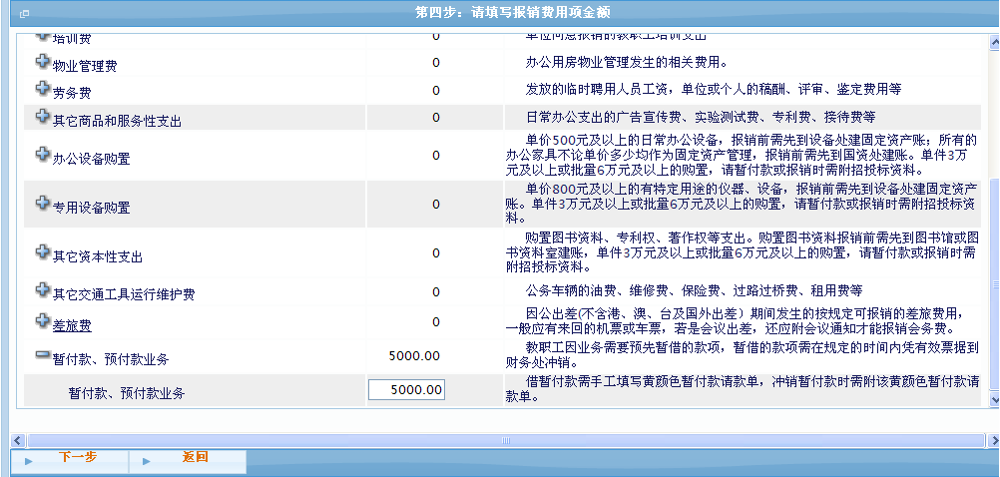 第四步：请填写报销费用项金额
培训费 0 单位同意报销的教职工培训支出
物业管理费 0 办公用房物业管理发生的相关费用。
劳务费 0 发放的临时聘用人员工资，单位或个人的稿酬、评审、鉴定费用等
其它商品和服务性支出 0 日常办公支出的广告宣传费、实验测试费、专利费、接待费等
办公设备购置 0 单价500元及以上的日常办公设备，报销前需先到设备处建固定资产账；所有的
办公家具不论单价多少均作为固定资产管理，报销前需先到国资处建账。单件3万
元及以上或批量6万元及以上的购置，请暂付款或报销时需附招投标资料。
专用设备购置 0 单价800元及以上的有特定用途的仪器、设备，报销前需先到设备处建固定资产
账。单件3万元及以上或批量6万元及以上的购置，请暂付款或报销时需附招投标资
料。
其它资本性支出 0 购置图书资料、专利权、著作权等支出。购置图书资料报销前需先到图书馆或图
书资料室建账，单件3万元及以上或批量6万元及以上的购置，请暂付款或报销时需
附招投标资料。
其它交通工具运行维护费 0 公务车辆的油费、维修费、保险费、过路过桥费、租用费等
差旅费 0 因公出差(不含港、澳、台及国外出差）期间发生的按规定可报销的差旅费用，
一般应有来回的机票或车票，若是会议出差，还应附会议通知才能报销会务费。
暂付款、预付款业务 5000.00 教职工因业务需要预先暂借的款项，暂借的款项需在规定的时间内凭有效票据到
财务处冲销。
暂付款、预付款业务 5000.00 借暂付款需手工填写黄颜色暂付款请款单，冲销暂付款时需附该黄颜色暂付款请
款单。
下一步 返回